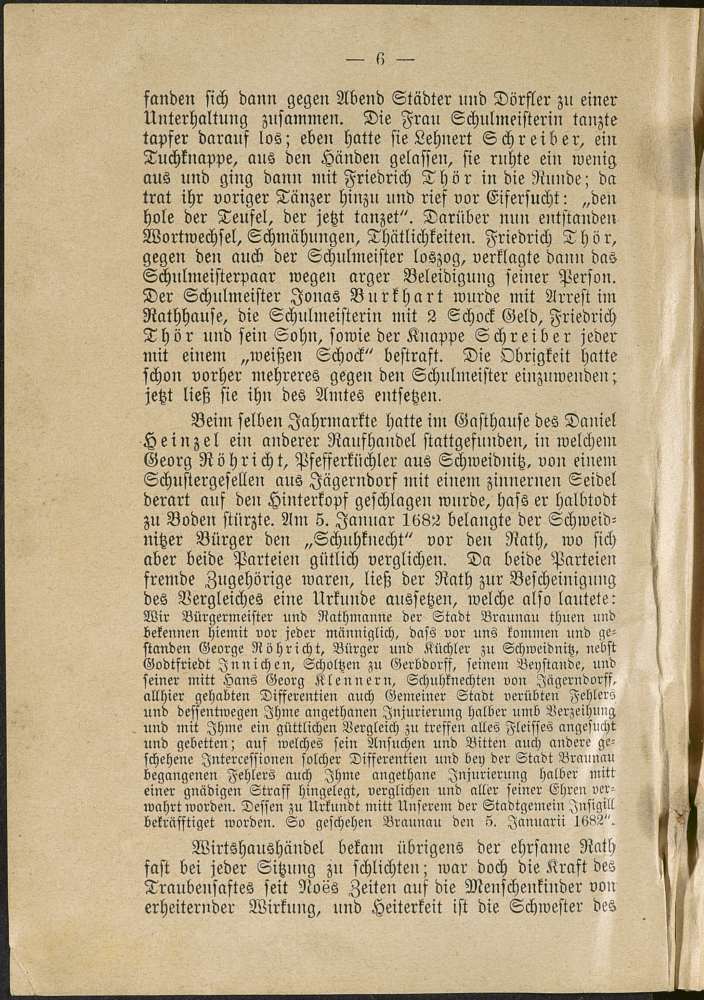 — 6 —
fanden sich dann gegen Abend Städter und Dörfler zu einer
Unterhaltung zusammen. Die Frau Schulmeisterin tanzte
tapfer darauf los; eben hatte sie Lehnert Schreiber, ein
Tuchknappe, aus den Händen gelassen, sie ruhte ein wenig
aus und ging dann mit Friedrich Thör in die Runde; da
trat ihr voriger Tänzer hinzu und rief vor Eifersucht: „den
hole der Teufel, der jetzt tanzet“. Darüber nun entstanden
Wortwechsel, Schmähungen, Thätlichkeiten. Friedrich Thör,
gegen den auch der Schulmeister loszog, verklagte dann das
Schulmeisterpaar wegen arger Beleidigung seiner Person.
Der Schulmeister Jonas Burkhart wurde mit Arrest im
Rathhause, die Schulmeisterin mit 2 Schock Geld, Friedrich
Thör und sein Sohn, sowie der Knappe Schreiber jeder
mit einem „weißen Schock“ bestraft. Die Obrigkeit hatte
schon vorher mehreres gegen den Schulmeister einzuwenden;
jetzt ließ sie ihn des Amtes entsetzen.
Beim selben Jahrmarkte hatte im Gasthause des Daniel
Heinzel ein anderer Raufhandel stattgefunden, in welchem
Georg Röhricht, Pfefferküchler aus Schweidnitz, von einem
Schustergesellen aus Jägerndorf mit einem zinnernen Seidel
derart auf den Hinterkopf geschlagen wurde, dafs er halbtodt
zu Boden stürzte. Am 5. Januar 1682 belangte der Schweid-
nitzer Bürger den „Schuhknecht“ vor den Rath, wo sich
aber beide Parteien gütlich verglichen. Da beide Parteien
fremde Zugehörige waren, ließ der Rath zur Bescheinigung
des Vergleiches eine Urkunde aussetzen, welche also lautete:
Wir Bürgermeister und Rathmanne der Stadt Braunau thuen und
bekennen hiemit vor jeder männiglich, dafs vor uns kommen und ge-
standen George Röhricht, Bürger und Küchler zu Schweidnitz, nebst
Godtfriedt Innichen, Scholtzen zu Gerbdorff, seinem Beystande, und
seiner mitt Hans Georg Klennern, Schuhknechten von Jägerndorff,
allhier gehabten Differentien auch Gemeiner Stadt verübten Fehlers
und dessentwegen Ihme angethanen Injurierung halber umb Verzeihung
und mit Ihme ein güttlichen Vergleich zu treffen alles Fleisses angesucht
und gebetten; auf welches sein Ansuchen und Bitten auch andere ge-
schehene Intercessionen solcher Differentien und bey der Stadt Braunau
begangenen Fehlers auch Ihme angethane Injurierung halber mitt
einer gnädigen Straff hingelegt, verglichen und aller seiner Ehren ver-
wahrt worden. Dessen zu Urkundt mitt Unserem der Stadtgemein Insigill
bekräfftiget worden. So geschehen Braunau den 5. Januarii 1682“.
Wirtshaushändel bekam übrigens der ehrsame Rath
fast bei jeder Sitzung zu schlichten; war doch die Kraft des
Traubensaftes seit Noës Zeiten auf die Menschenkinder von
erheiternder Wirkung, und Heiterkeit ist die Schwester des